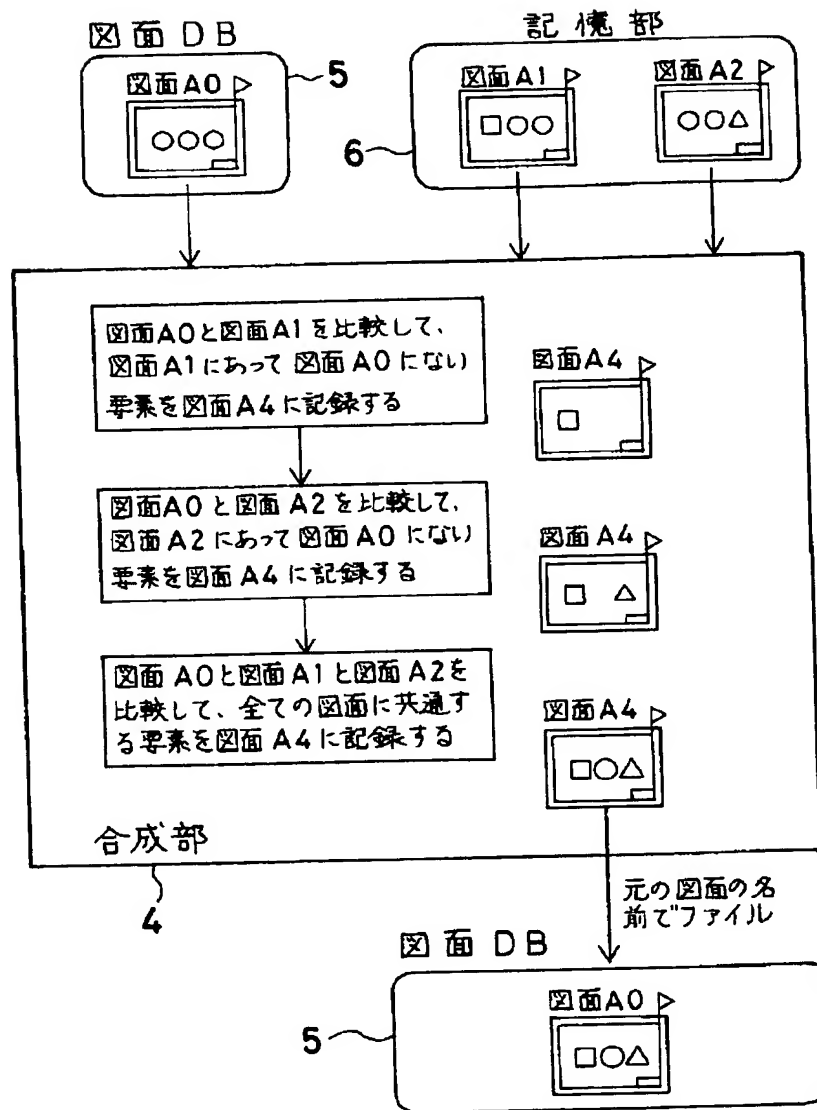 図面DB
記憶部
図面A0
5
図面A1
図面A2
6
図面A0と図面A1を比較して、
図面A1にあって図面A0にない
要素を図面A4に記録する
図面A4
図面A0と図面A2を比較して、
図面A2にあって図面A0にない
要素を図面A4に記録する
図面A4
図面A0と図面A1と図面A2を
比較して、全ての図面に共通す
る要素を図面A4に記録する
図面A4
合成部
4
元の図面の名
前でファイル
図面DB
図面A0
5